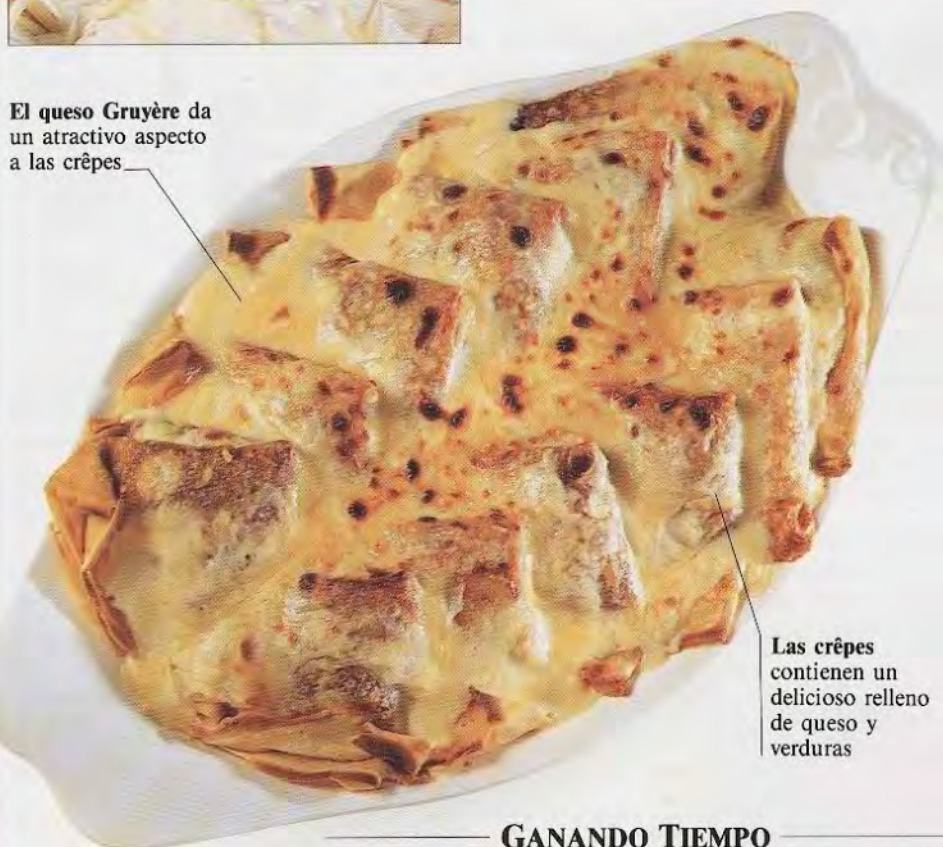 El queso Gruyère da
un atractivo aspecto
a las crêpes
Las crêpes
contienen un
delicioso relleno
de queso y
verduras
GANANDO TIEMPO